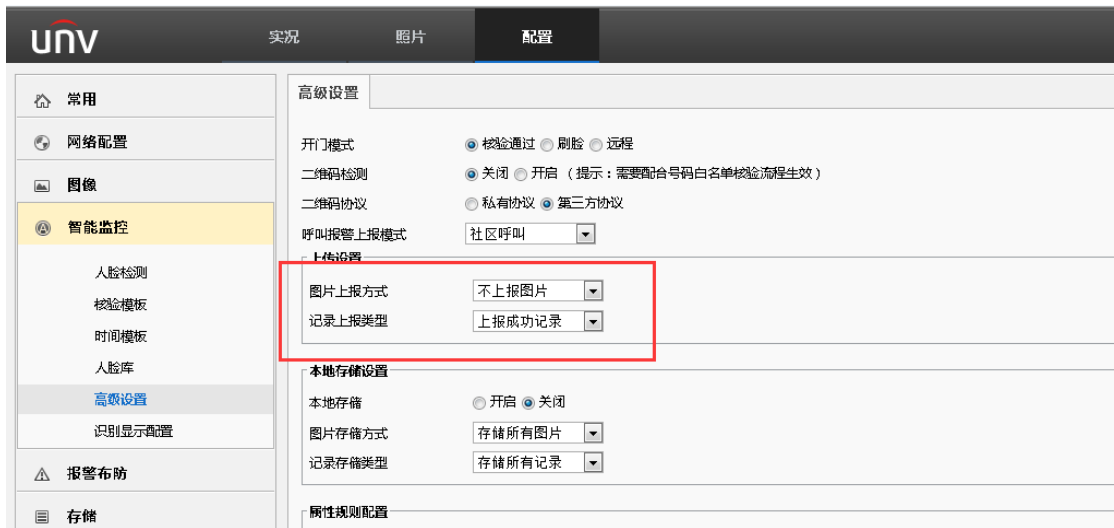 unv
实况 照片 配置
常用
网络配置
图像
智能监控
人脸检测
核验模板
时间模板
人脸库
高级设置
识别显示配置
报警布防
存储
高级设置
开门模式 核验通过 刷脸 远程
二维码检测 关闭 开启 (提示:需要配合号码白名单核验流程生效)
二维码协议 私有协议 第三方协议
呼叫报警上报模式 社区呼叫
上传设置
图片上报方式 不上报图片
记录上报类型 上报成功记录
本地存储设置
本地存储 开启 关闭
图片存储方式 存储所有图片
记录存储类型 存储所有记录
属性规则配置